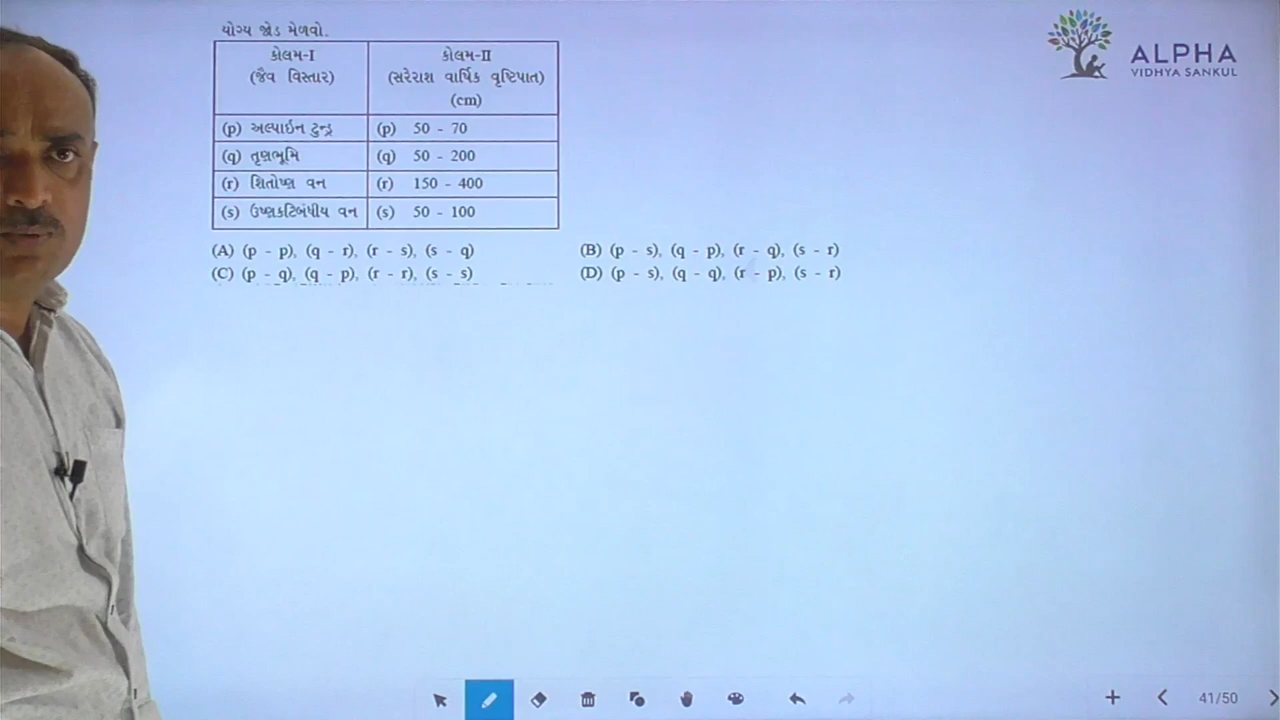 યોગ્ય જોડ મેળવો.
કોલમ-I કોલમ-II
(જૈવ વિસ્તાર) (સરેરાશ વાર્ષિક વૃષ્ટિપાત)
(cm)
(p) અલ્પાઇન ટુન્ડ્ર (p) 50 - 70
(q) તૃણભૂમિ (q) 50 - 200
(r) શિતોષ્ણ વન (r) 150 - 400
(s) ઉષ્ણકટિબંધીય વન (s) 50 - 100
(A) (p - p), (q - r), (r - s), (s - q) (B) (p - s), (q - p), (r - q), (s - r)
(C) (p - q), (q - p), (r - r), (s - s) (D) (p - s), (q - q), (r - p), (s - r)
ALPHA
VIDHYA SANKUL
41/50